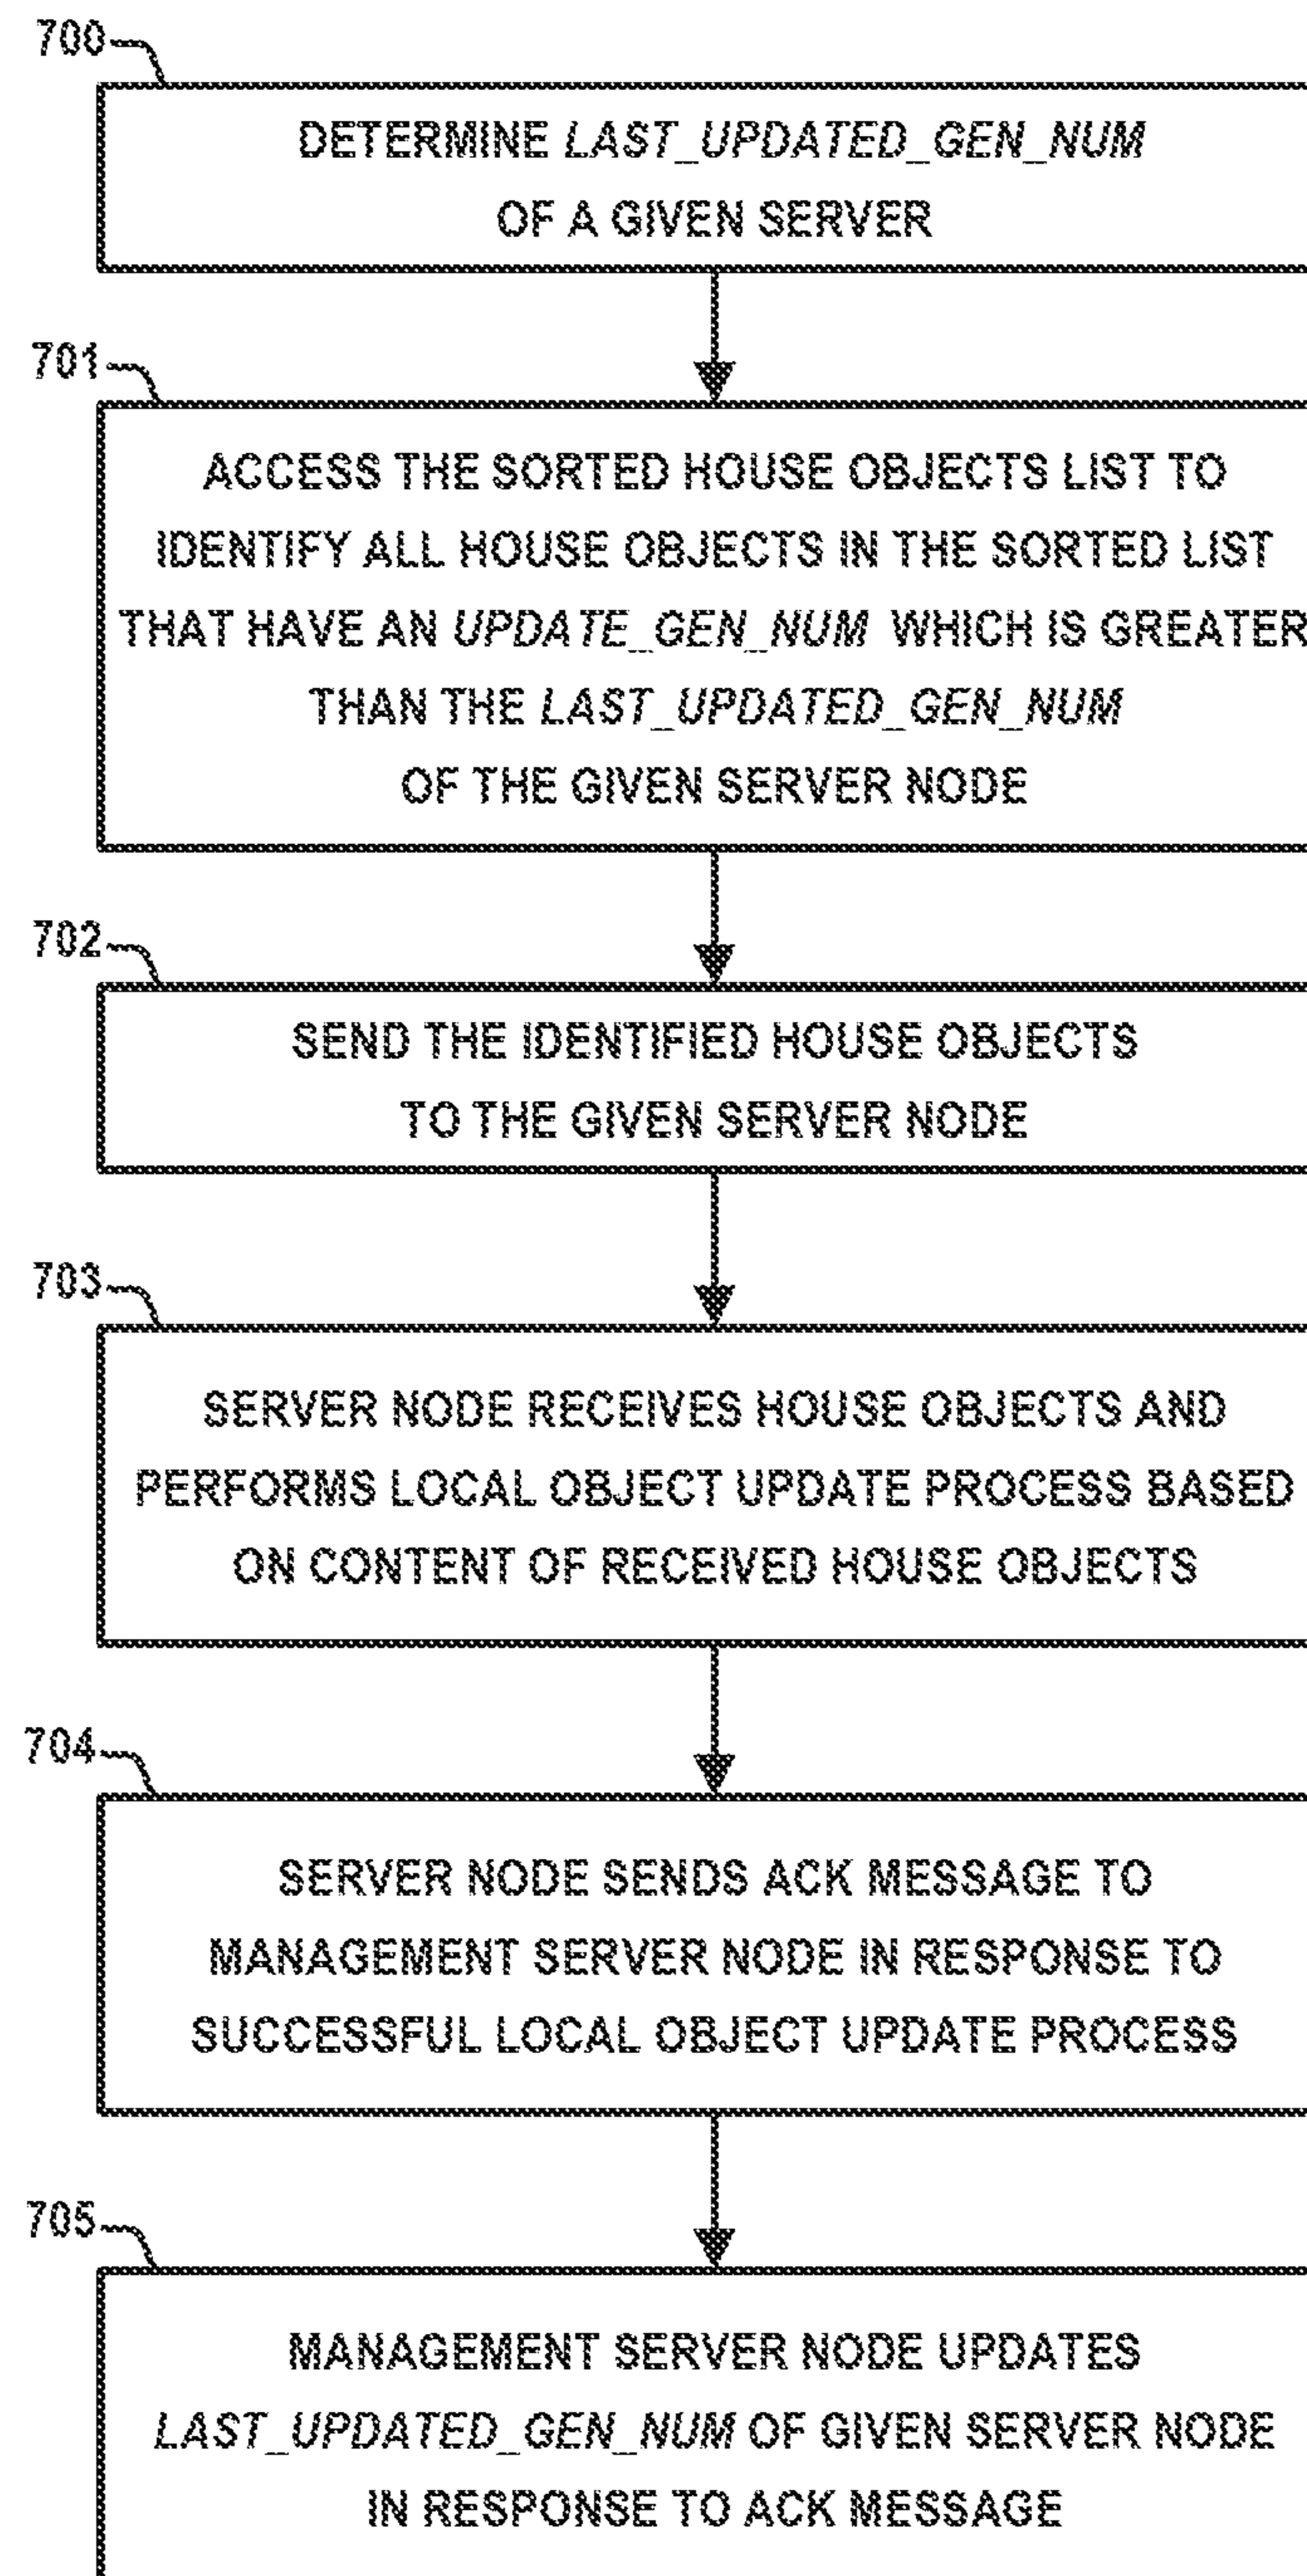 700
DETERMINE LAST_UPDATED_GEN_NUM
OF A GIVEN SERVER
701
ACCESS THE SORTED HOUSE OBJECTS LIST TO
IDENTIFY ALL HOUSE OBJECTS IN THE SORTED LIST
THAT HAVE AN UPDATE_GEN_NUM WHICH IS GREATER
THAN THE LAST_UPDATED_GEN_NUM
OF THE GIVEN SERVER NODE
702
SEND THE IDENTIFIED HOUSE OBJECTS
TO THE GIVEN SERVER NODE
703
SERVER NODE RECEIVES HOUSE OBJECTS AND
PERFORMS LOCAL OBJECT UPDATE PROCESS BASED
ON CONTENT OF RECEIVED HOUSE OBJECTS
704
SERVER NODE SENDS ACK MESSAGE TO
MANAGEMENT SERVER NODE IN RESPONSE TO
SUCCESSFUL LOCAL OBJECT UPDATE PROCESS
705
MANAGEMENT SERVER NODE UPDATES
LAST_UPDATED_GEN_NUM OF GIVEN SERVER NODE
IN RESPONSE TO ACK MESSAGE